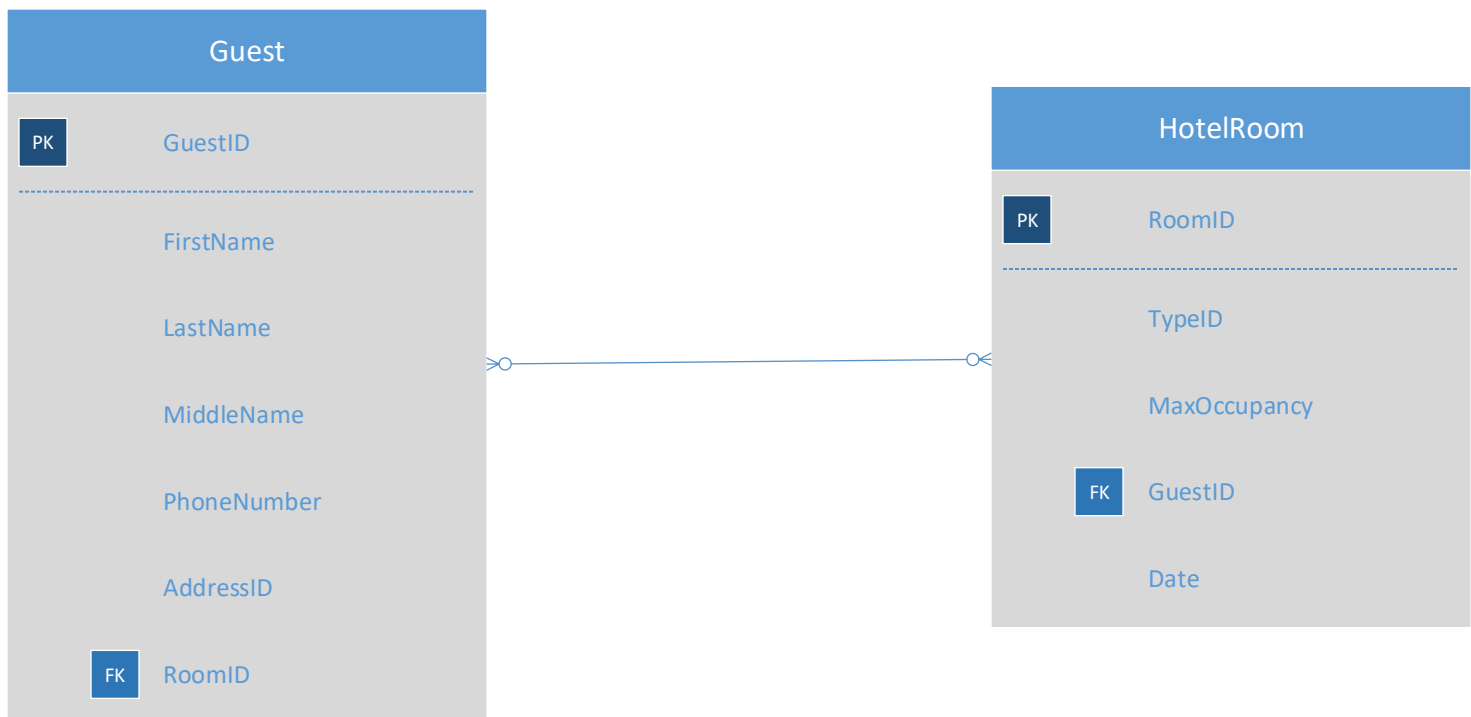 Guest
PK GuestID
FirstName
LastName
MiddleName
PhoneNumber
AddressID
FK RoomID
HotelRoom
PK RoomID
TypeID
MaxOccupancy
FK GuestID
Date